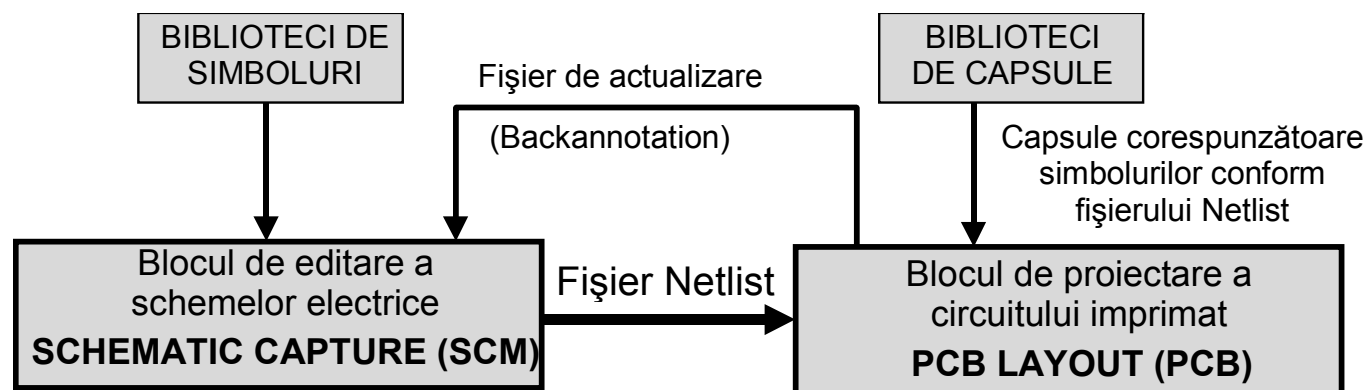 BIBLIOTECI DE
SIMBOLURI
Fişier de actualizare
(Backannotation)
BIBLIOTECI
DE CAPSULE
Capsule corespunzătoare
simbolurilor conform
fişierului Netlist
Blocul de editare a
schemelor electrice
SCHEMATIC CAPTURE (SCM)
Fişier Netlist
Blocul de proiectare a
circuitului imprimat
PCB LAYOUT (PCB)